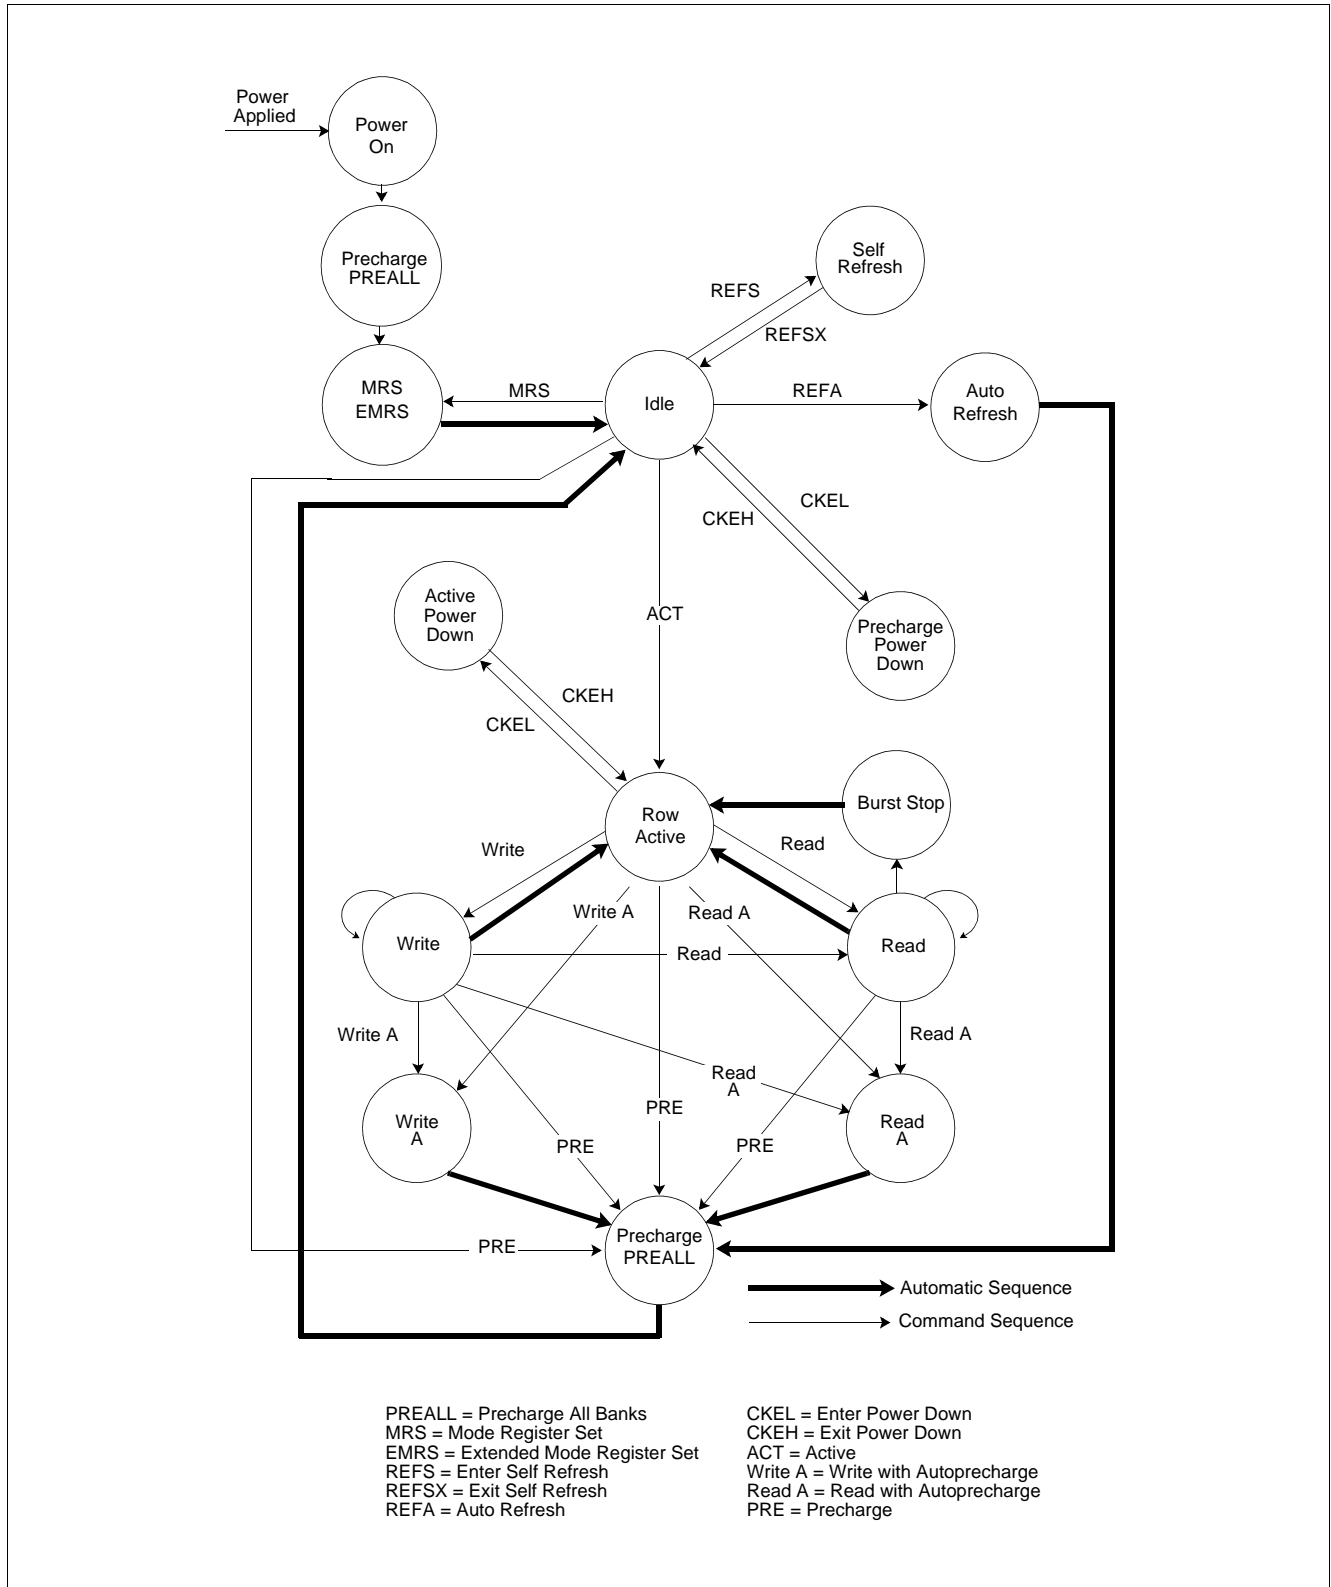 Power
Applied
Power
On
Precharge
PREALL
Self
Refresh
REFS
REFSX
MRS
EMRS
MRS
Idle
REFA
Auto
Refresh
CKEL
CKEH
Active
Power
Down
ACT
Precharge
Power
Down
CKEH
CKEL
Row
Active
Burst Stop
Write
Read
Write A
Read A
Write
Read
Read
Write A
Read A
Read
A
PRE
Write
A
Read
A
PRE
PRE
Precharge
PREALL
PRE
Automatic Sequence
Command Sequence
PREALL = Precharge All Banks
MRS = Mode Register Set
EMRS = Extended Mode Register Set
REFS = Enter Self Refresh
REFSX = Exit Self Refresh
REFA = Auto Refresh
CKEL = Enter Power Down
CKEH = Exit Power Down
ACT = Active
Write A = Write with Autoprecharge
Read A = Read with Autoprecharge
PRE = Precharge